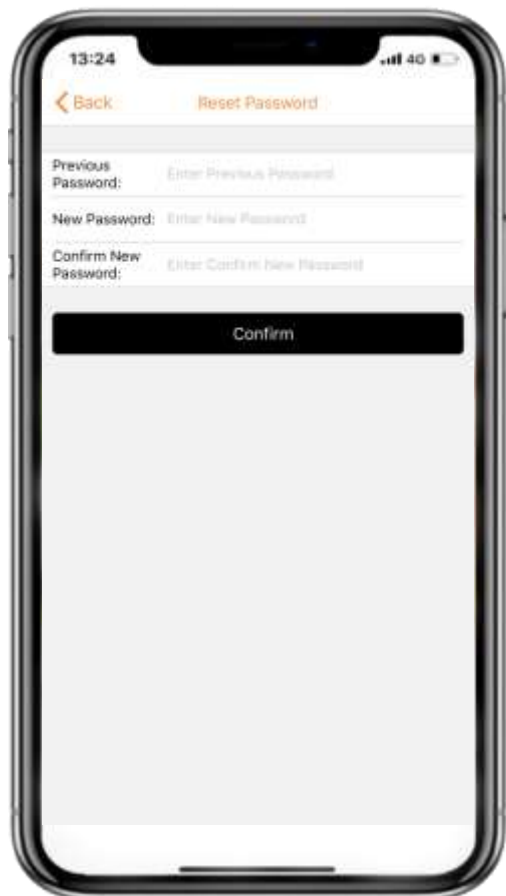 13:24
4G
Back
Reset Password
Previous
Password:
Enter Previous Password
New Password:
Enter New Password
Confirm New
Password:
Enter Confirm New Password
Confirm